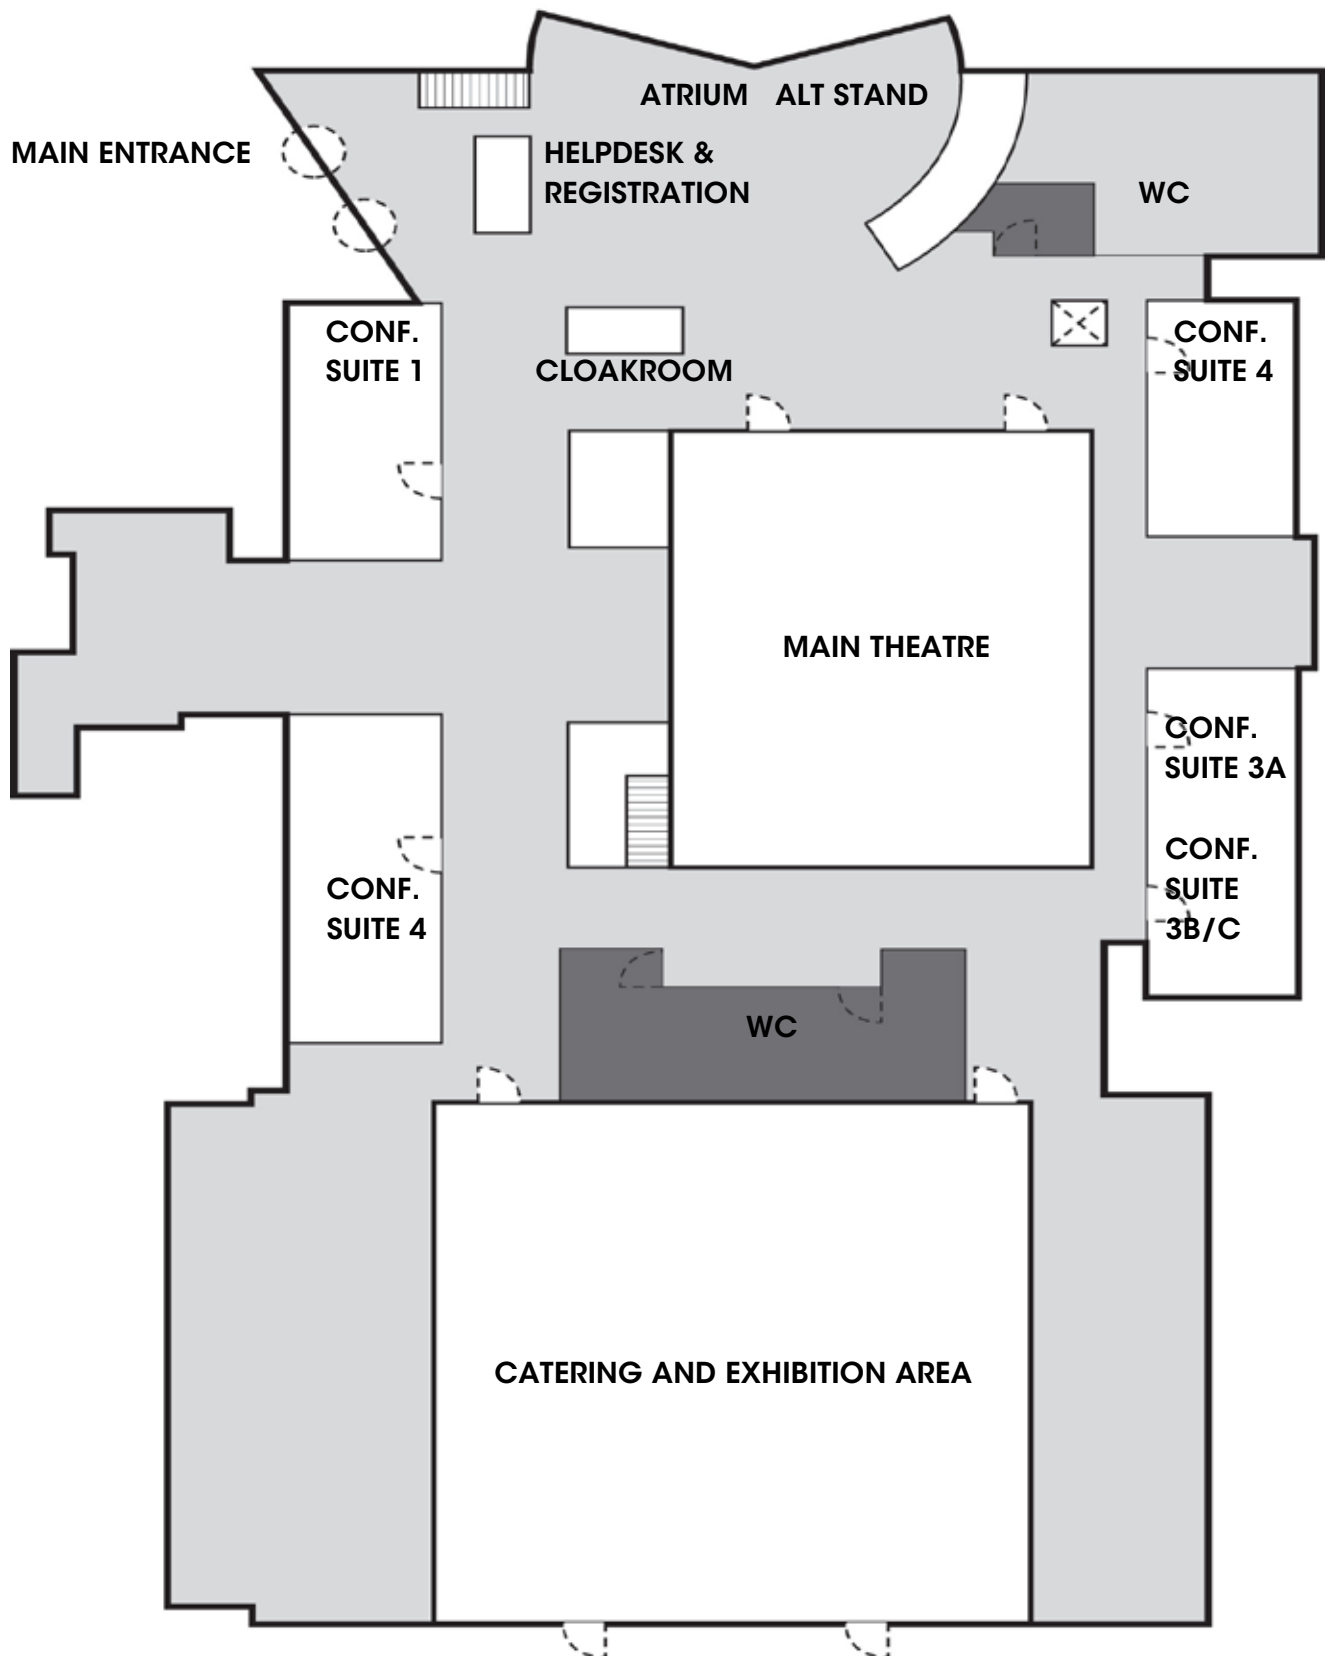 ATRIUM ALT STAND
MAIN ENTRANCE
HELPDESK &
REGISTRATION
WC
CONF.
SUITE 1
CLOAKROOM
CONF.
SUITE 4
MAIN THEATRE
CONF.
SUITE 3A
CONF.
SUITE
3B/C
CONF.
SUITE 4
WC
CATERING AND EXHIBITION AREA